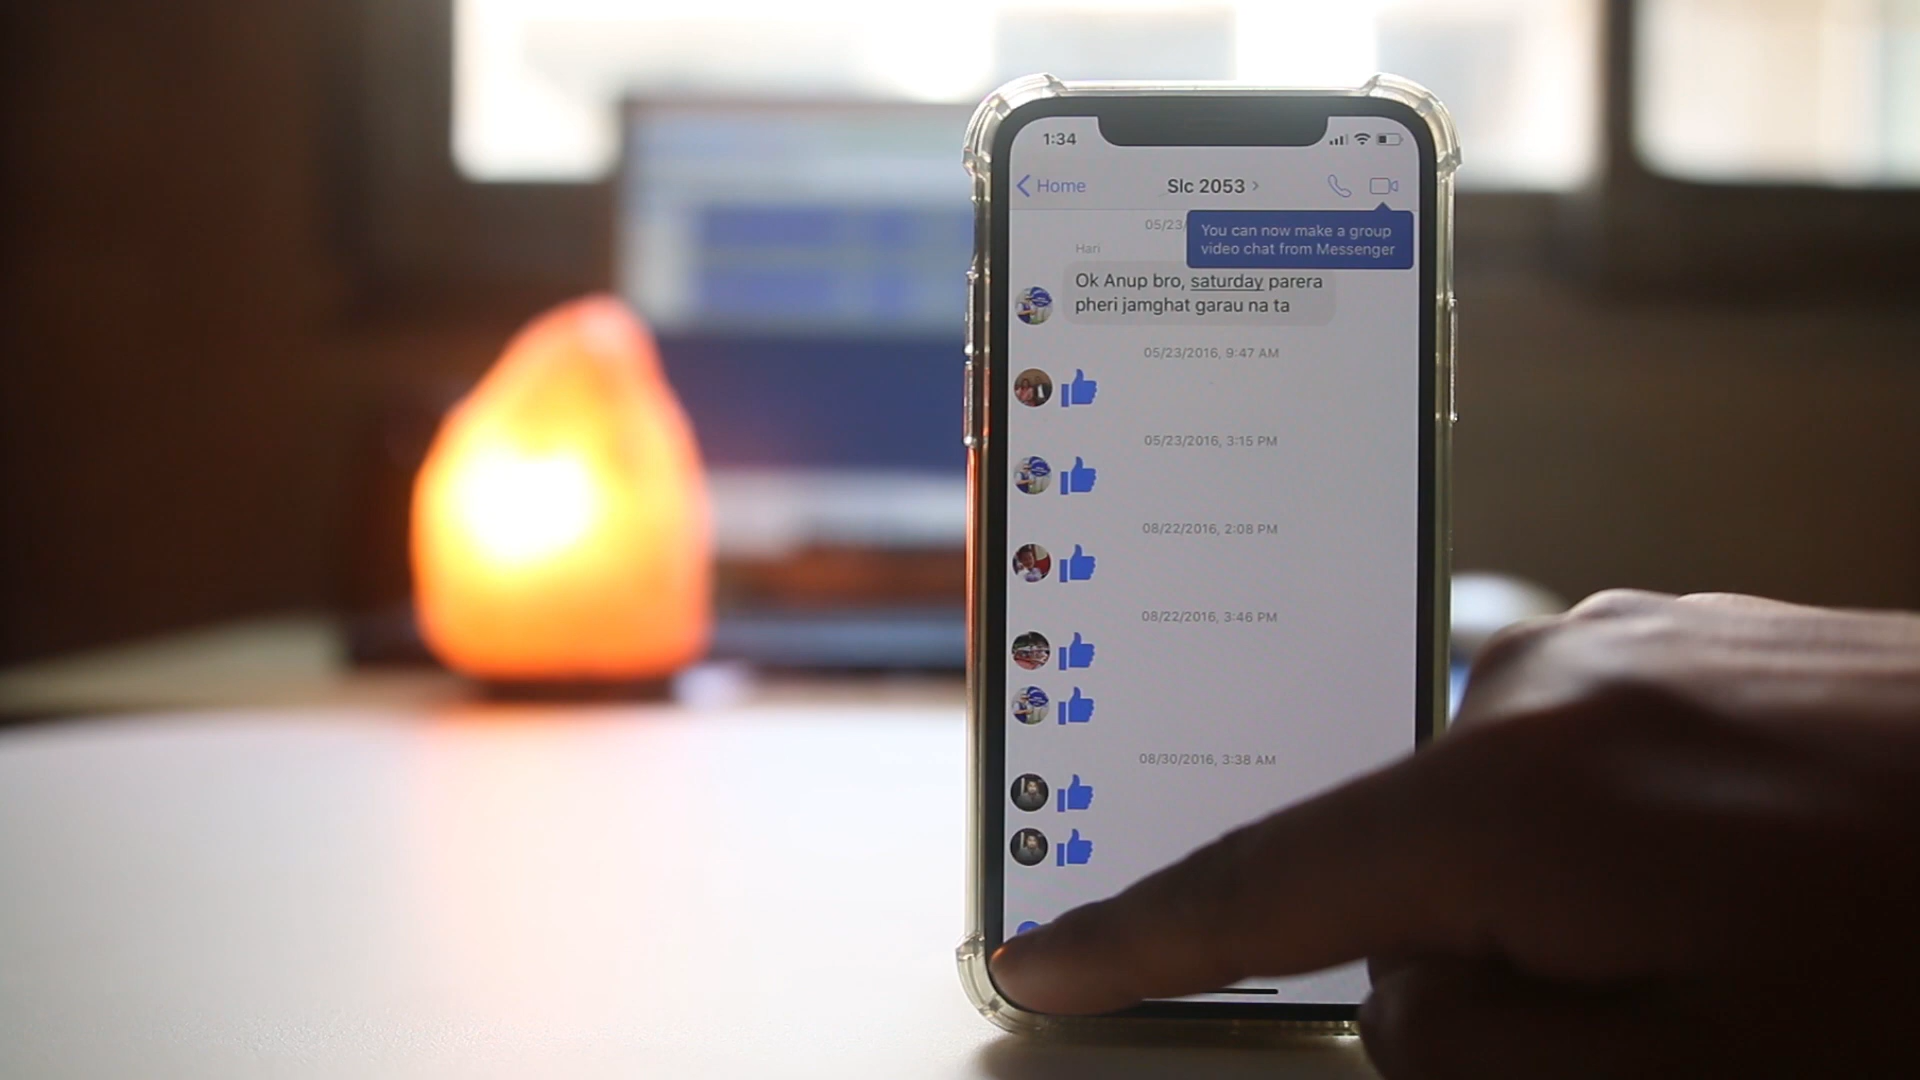 1:34
Home
Slc 2053
05/23
You can now make a group
video chat from Messenger
Hari
Ok Anup bro, saturday parera
pheri jamghat garau na ta
05/23/2016, 9:47 AM
05/23/2016, 3:15 PM
08/22/2016, 2:08 PM
08/22/2016, 3:46 PM
08/30/2016, 3:38 AM